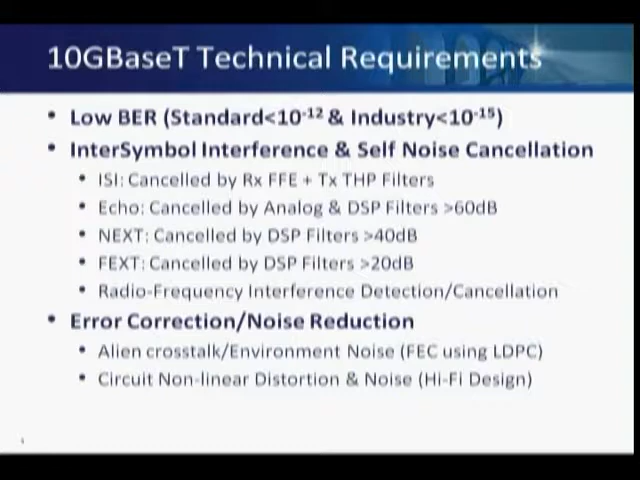 10GBaseT Technical Requirements
• Low BER (Standard<10⁻¹² & Industry<10⁻¹⁵)
• InterSymbol Interference & Self Noise Cancellation
• ISI: Cancelled by Rx FFE + Tx THP Filters
• Echo: Cancelled by Analog & DSP Filters >60dB
• NEXT: Cancelled by DSP Filters >40dB
• FEXT: Cancelled by DSP Filters >20dB
• Radio-Frequency Interference Detection/Cancellation
• Error Correction/Noise Reduction
• Alien crosstalk/Environment Noise (FEC using LDPC)
• Circuit Non-linear Distortion & Noise (Hi-Fi Design)